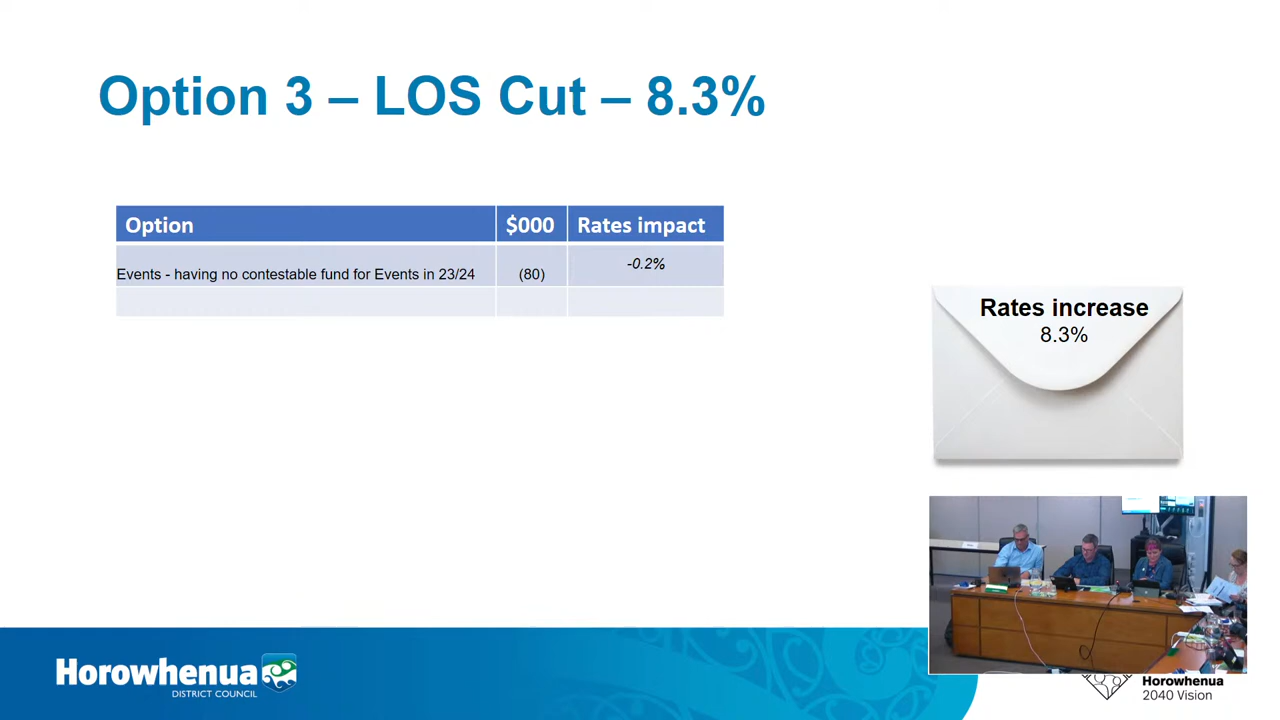 Option 3 – LOS Cut – 8.3%
Option $000 Rates impact
Events - having no contestable fund for Events in 23/24 (80) -0.2%
Rates increase
8.3%
Horowhenua
DISTRICT COUNCIL
Horowhenua
2040 Vision